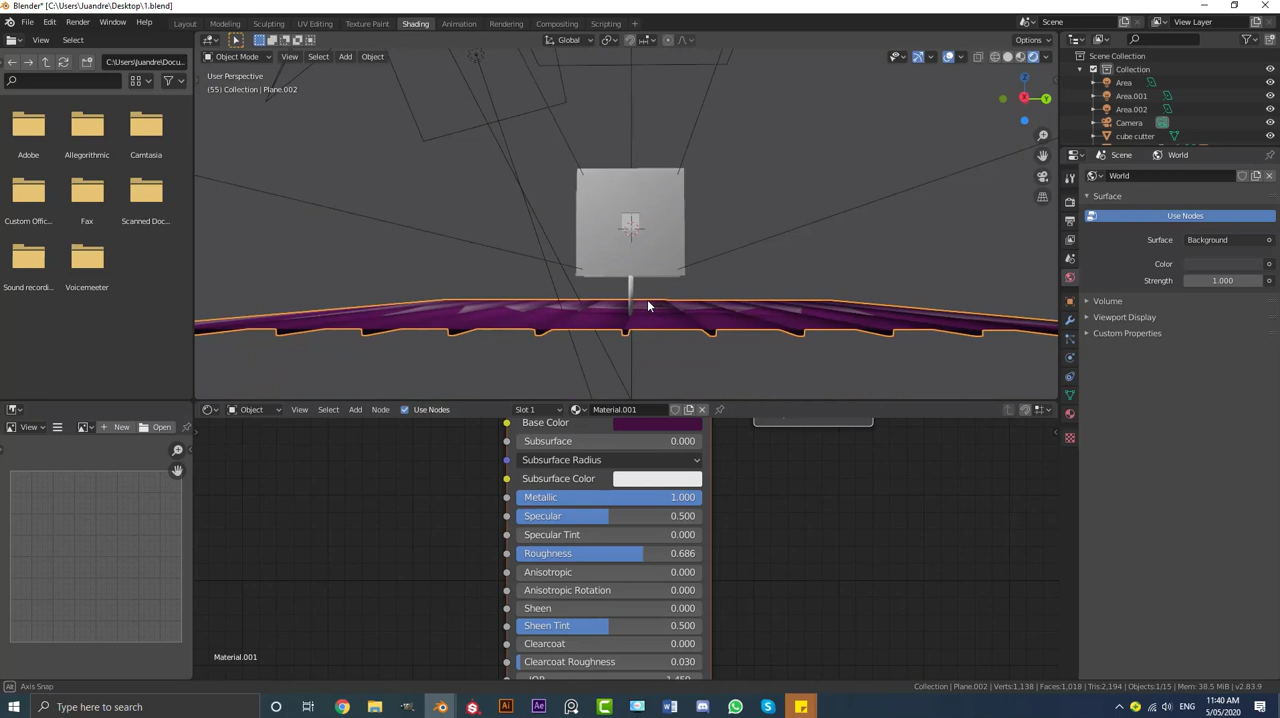 Blender* [C:\Users\Juandre\Desktop\1.blend]
File Edit Render Window Help
Layout Modeling Sculpting UV Editing Texture Paint Shading Animation Rendering Compositing Scripting
Scene View Layer
View Select Global Options
C:\Users\Juandre\Docu...
Object Mode View Select Add Object
User Perspective
(55) Collection | Plane.002
Adobe Allegorithmic Camtasia
Custom Offic... Fax Scanned Doc...
Sound recordi... Voicemeeter
Z
X
Y
Scene Collection
Collection
Area
Area.001
Area.002
Camera
cube cutter
Scene World
World
Surface
Use Nodes
Surface Background
Color
Strength 1.000
Volume
Viewport Display
Custom Properties
View New Open
Object View Select Add Node Use Nodes Slot 1 Material.001
Base Color
Subsurface 0.000
Subsurface Radius
Subsurface Color
Metallic 1.000
Specular 0.500
Specular Tint 0.000
Roughness 0.686
Anisotropic 0.000
Anisotropic Rotation 0.000
Sheen 0.000
Sheen Tint 0.500
Clearcoat 0.000
Clearcoat Roughness 0.030
IOR 1.450
Material.001
Alt Axis Snap
Collection | Plane.002 | Verts:1,138 | Faces:1,018 | Tris:2,194 | Objects:1/15 | Mem: 38.5 MiB | v2.83.9
Type here to search
11:40 AM
5/05/2020